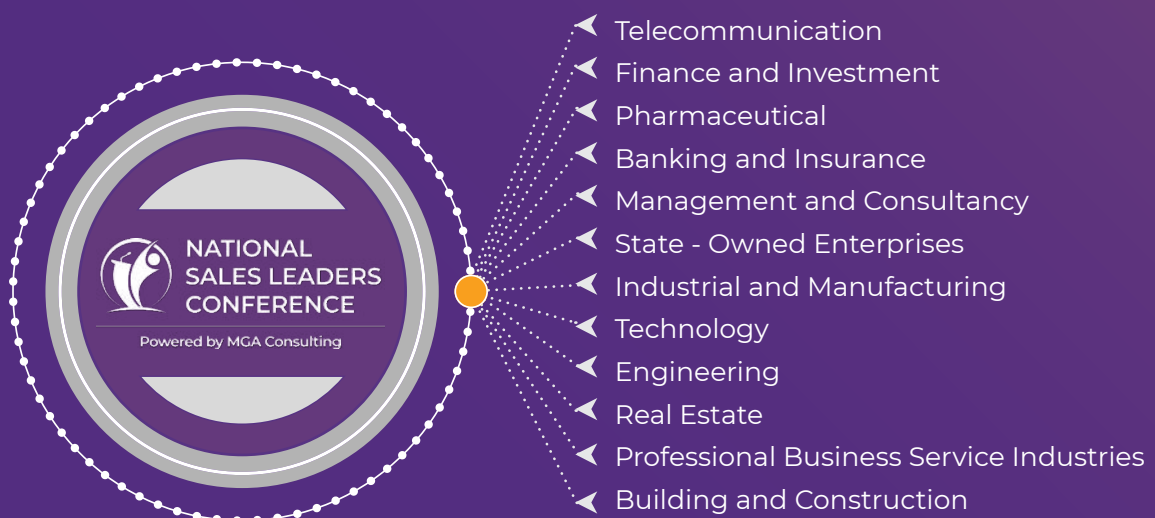 NATIONAL
SALES LEADERS
CONFERENCE
Powered by MGA Consulting
Telecommunication
Finance and Investment
Pharmaceutical
Banking and Insurance
Management and Consultancy
State - Owned Enterprises
Industrial and Manufacturing
Technology
Engineering
Real Estate
Professional Business Service Industries
Building and Construction